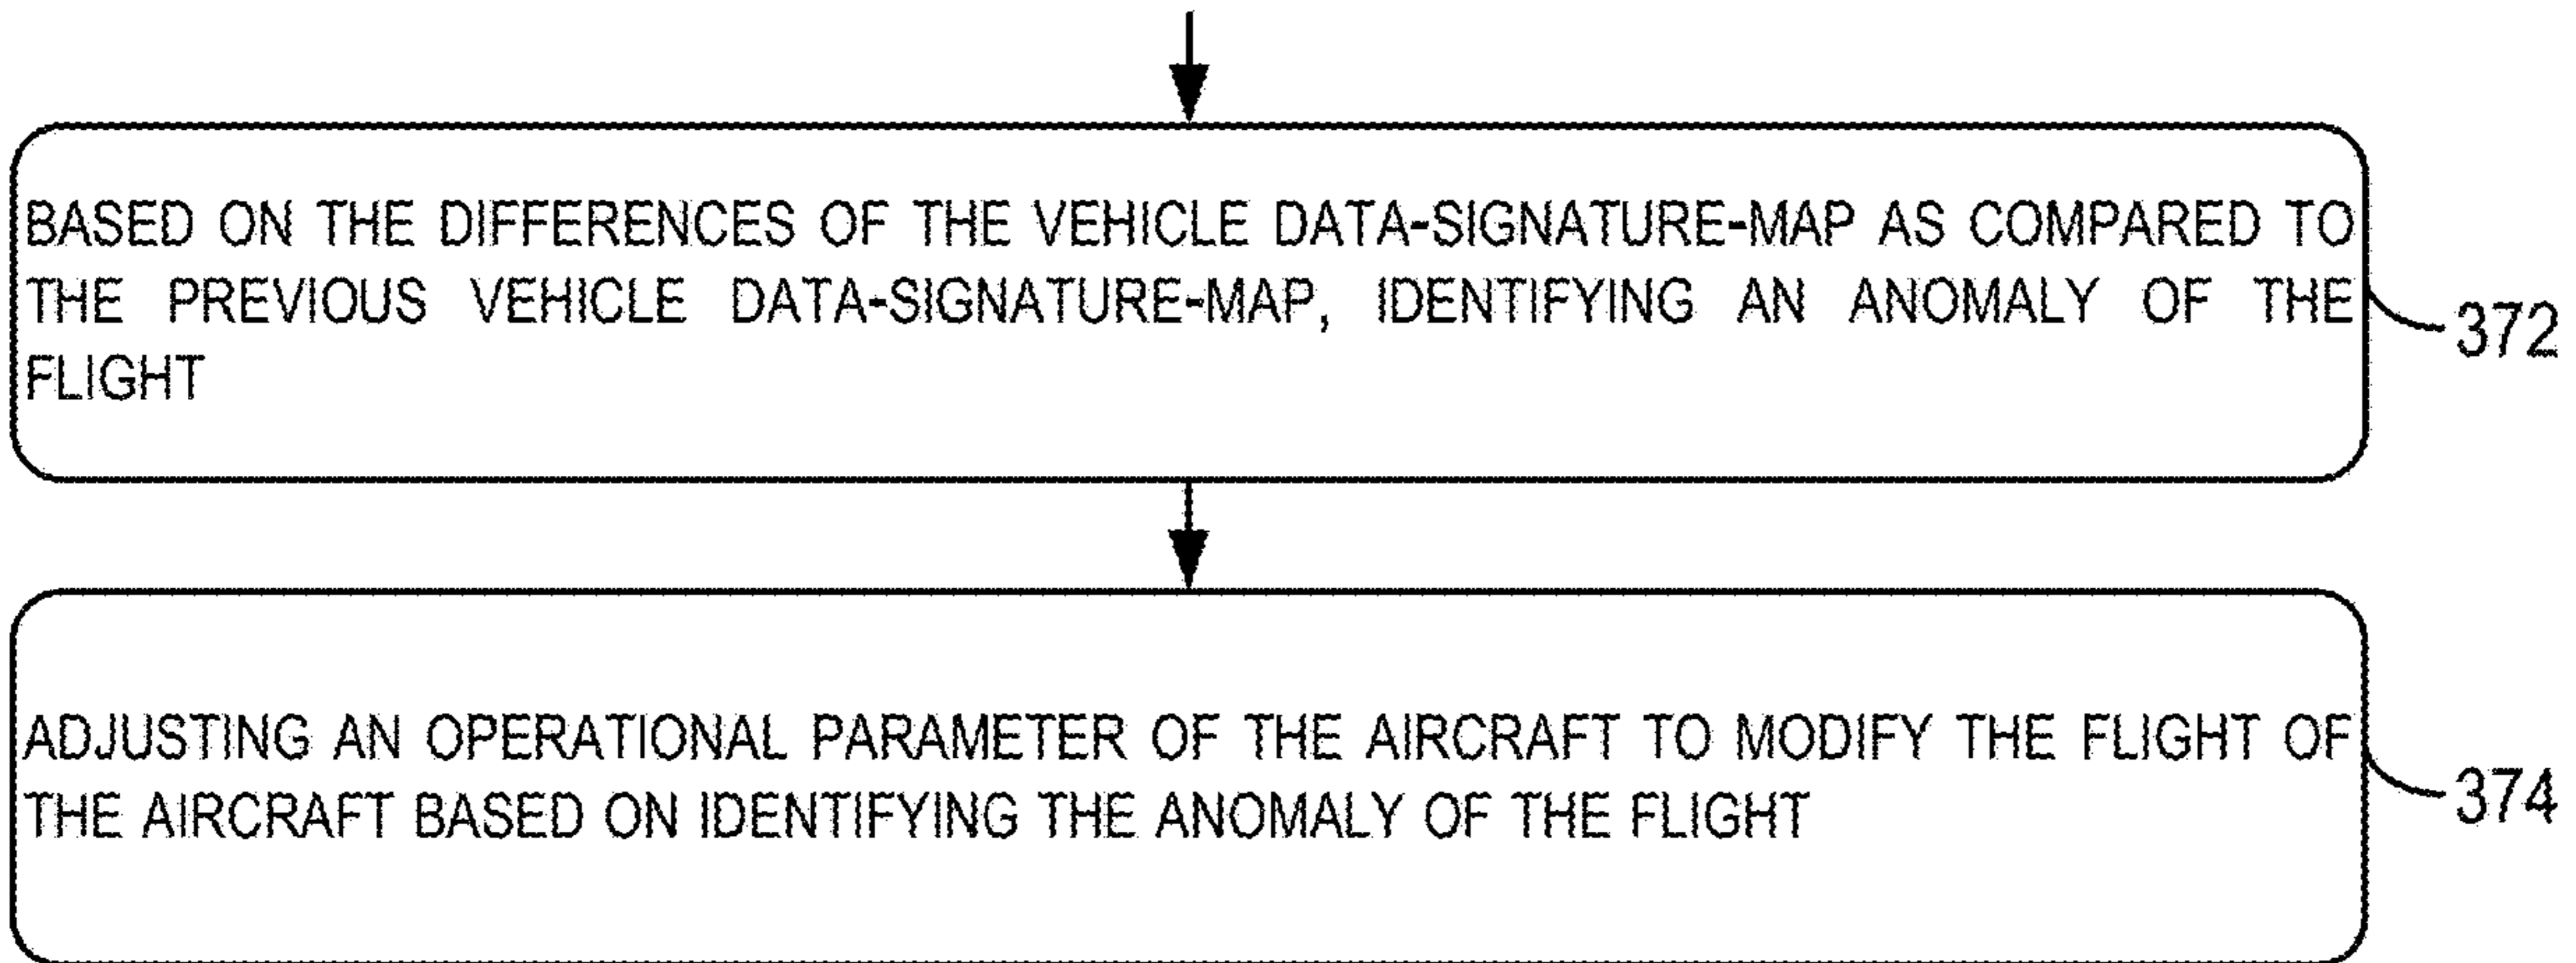 BASED ON THE DIFFERENCES OF THE VEHICLE DATA-SIGNATURE-MAP AS COMPARED TO
THE PREVIOUS VEHICLE DATA-SIGNATURE-MAP, IDENTIFYING AN ANOMALY OF THE
FLIGHT
372
ADJUSTING AN OPERATIONAL PARAMETER OF THE AIRCRAFT TO MODIFY THE FLIGHT OF
THE AIRCRAFT BASED ON IDENTIFYING THE ANOMALY OF THE FLIGHT
374